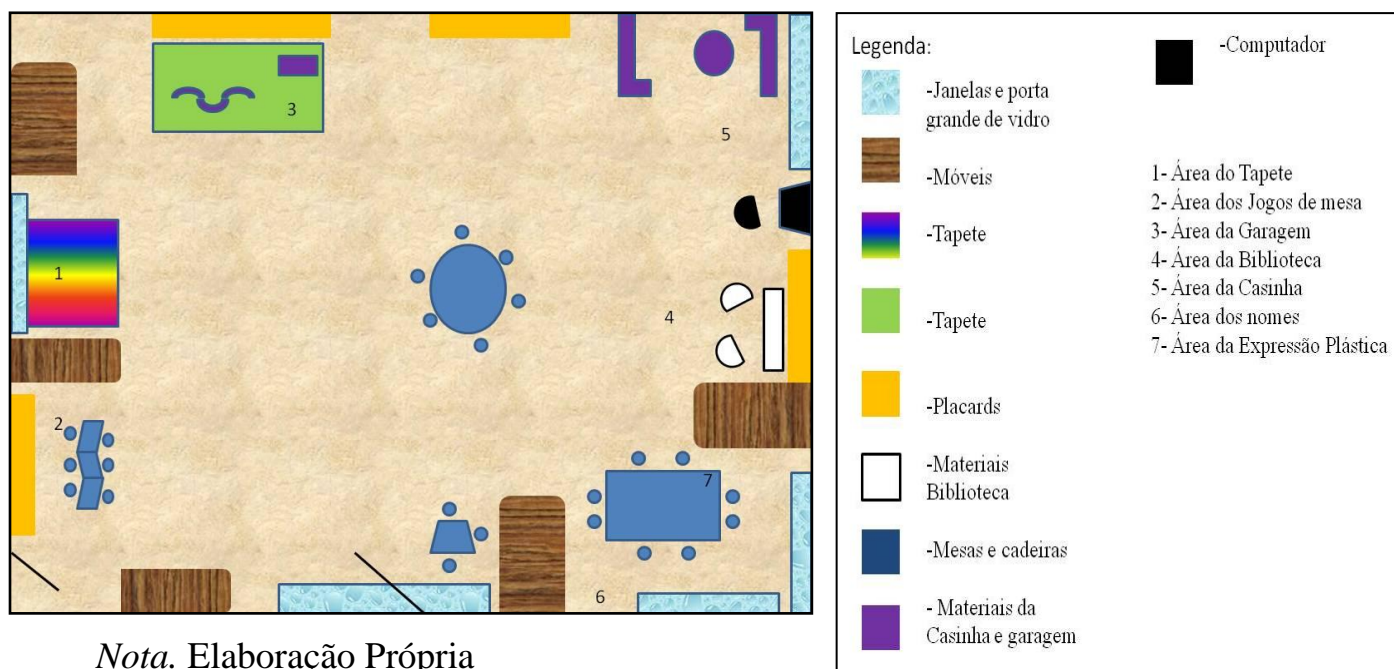 3
5
1
4
2
7
6
Nota. Elaboração Própria
Legenda:
-Janelas e porta
grande de vidro
-Móveis
-Tapete
-Tapete
-Placards
-Materiais
Biblioteca
-Mesas e cadeiras
- Materiais da
Casinha e garagem
-Computador
1- Área do Tapete
2- Área dos Jogos de mesa
3- Área da Garagem
4- Área da Biblioteca
5- Área da Casinha
6- Área dos nomes
7- Área da Expressão Plástica